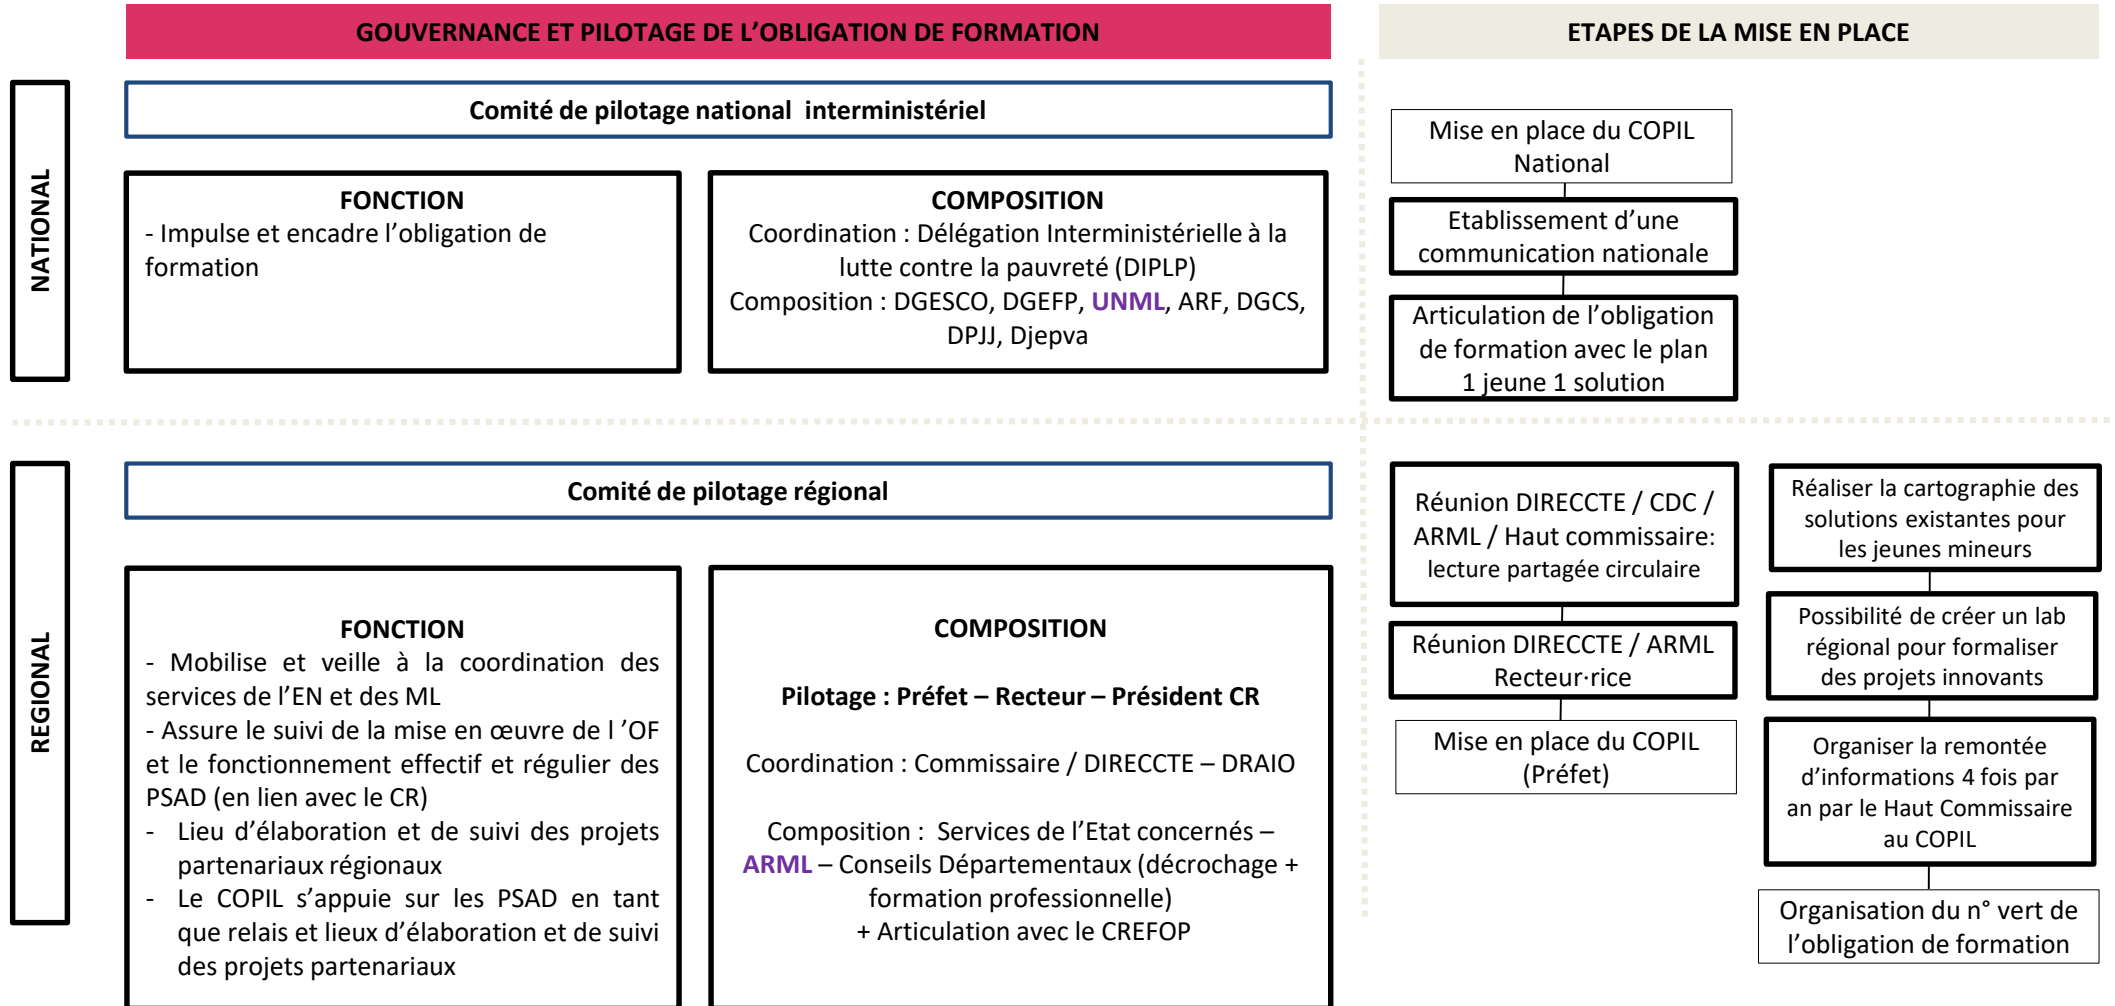 GOUVERNANCE ET PILOTAGE DE L'OBLIGATION DE FORMATION
ETAPES DE LA MISE EN PLACE
NATIONAL
Comité de pilotage national interministériel
FONCTION
- Impulse et encadre l'obligation de
formation
COMPOSITION
Coordination : Délégation Interministérielle à la
lutte contre la pauvreté (DIPLP)
Composition : DGESCO, DGEFP, UNML, ARF, DGCS,
DPJJ, Djepva
Mise en place du COPIL
National
Etablissement d'une
communication nationale
Articulation de l'obligation
de formation avec le plan
1 jeune 1 solution
REGIONAL
Comité de pilotage régional
FONCTION
- Mobilise et veille à la coordination des
services de l'EN et des ML
- Assure le suivi de la mise en œuvre de l 'OF
et le fonctionnement effectif et régulier des
PSAD (en lien avec le CR)
- Lieu d'élaboration et de suivi des projets
partenariaux régionaux
- Le COPIL s'appuie sur les PSAD en tant
que relais et lieux d'élaboration et de suivi
des projets partenariaux
COMPOSITION
Pilotage : Préfet – Recteur – Président CR
Coordination : Commissaire / DIRECCTE – DRAIO
Composition : Services de l'Etat concernés –
ARML – Conseils Départementaux (décrochage +
formation professionnelle)
+ Articulation avec le CREFOP
Réunion DIRECCTE / CDC /
ARML / Haut commissaire:
lecture partagée circulaire
Réunion DIRECCTE / ARML
Recteur·rice
Mise en place du COPIL
(Préfet)
Réaliser la cartographie des
solutions existantes pour
les jeunes mineurs
Possibilité de créer un lab
régional pour formaliser
des projets innovants
Organiser la remontée
d'informations 4 fois par
an par le Haut Commissaire
au COPIL
Organisation du n° vert de
l'obligation de formation